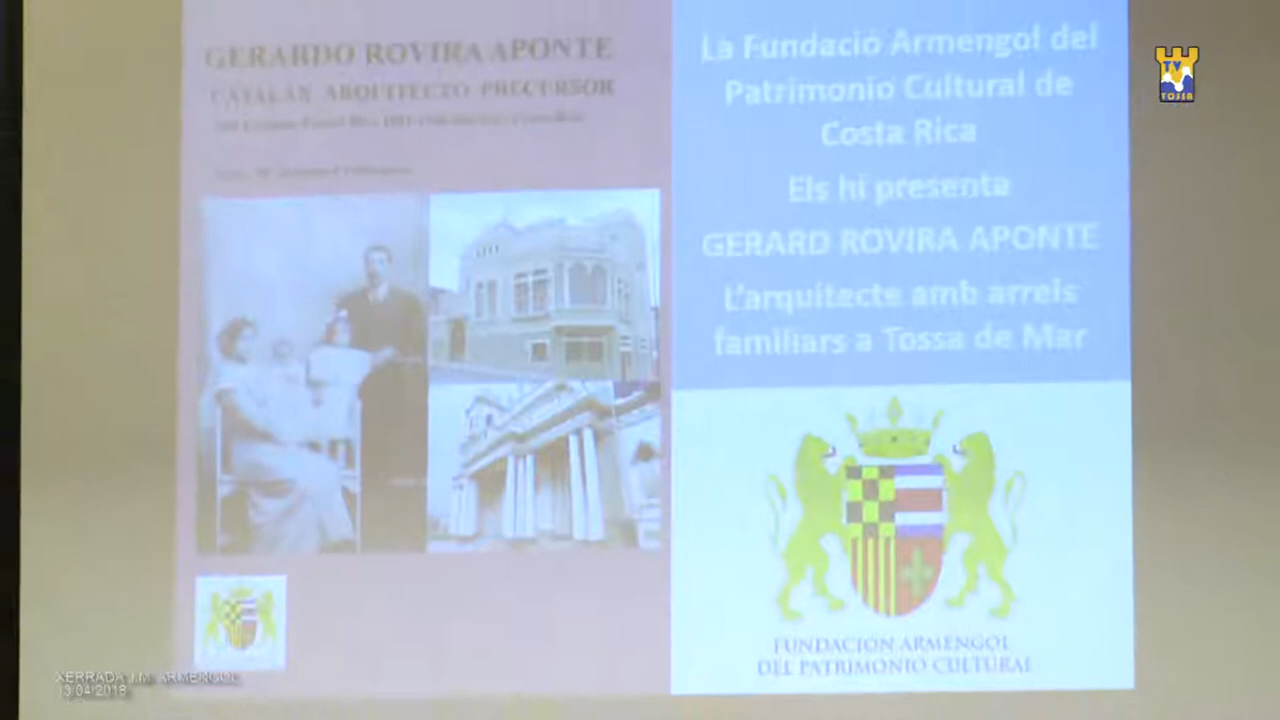 GERARDO ROVIRA APONTE
CATALÁN ARQUITECTO PRECURSOR
La Fundació Armengol del
Patrimonio Cultural de
Costa Rica
Els hi presenta
GERARD ROVIRA APONTE
L'arquitecte amb arrels
familiars a Tossa de Mar
FUNDACIÓN ARMENGOL
DEL PATRIMONIO CULTURAL
TV
TOSSA
XERRADA J.M. ARMENGOL
13/04/2018